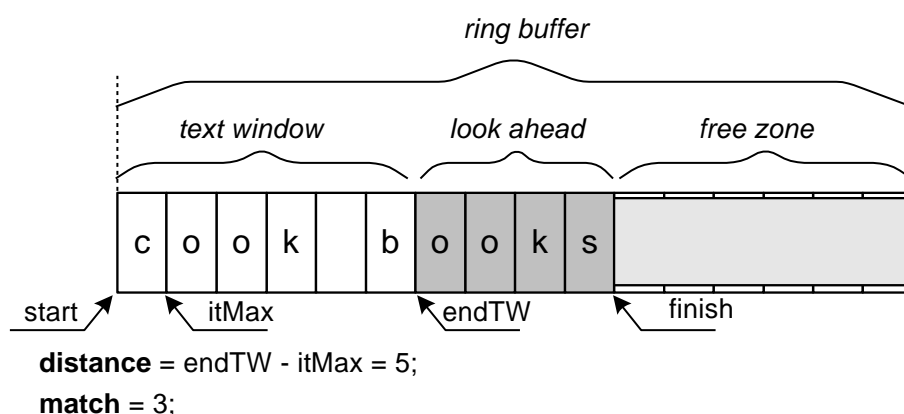 ring buffer
text window look ahead free zone
c o o k b o o k s
start itMax endTW finish
distance = endTW - itMax = 5;
match = 3;